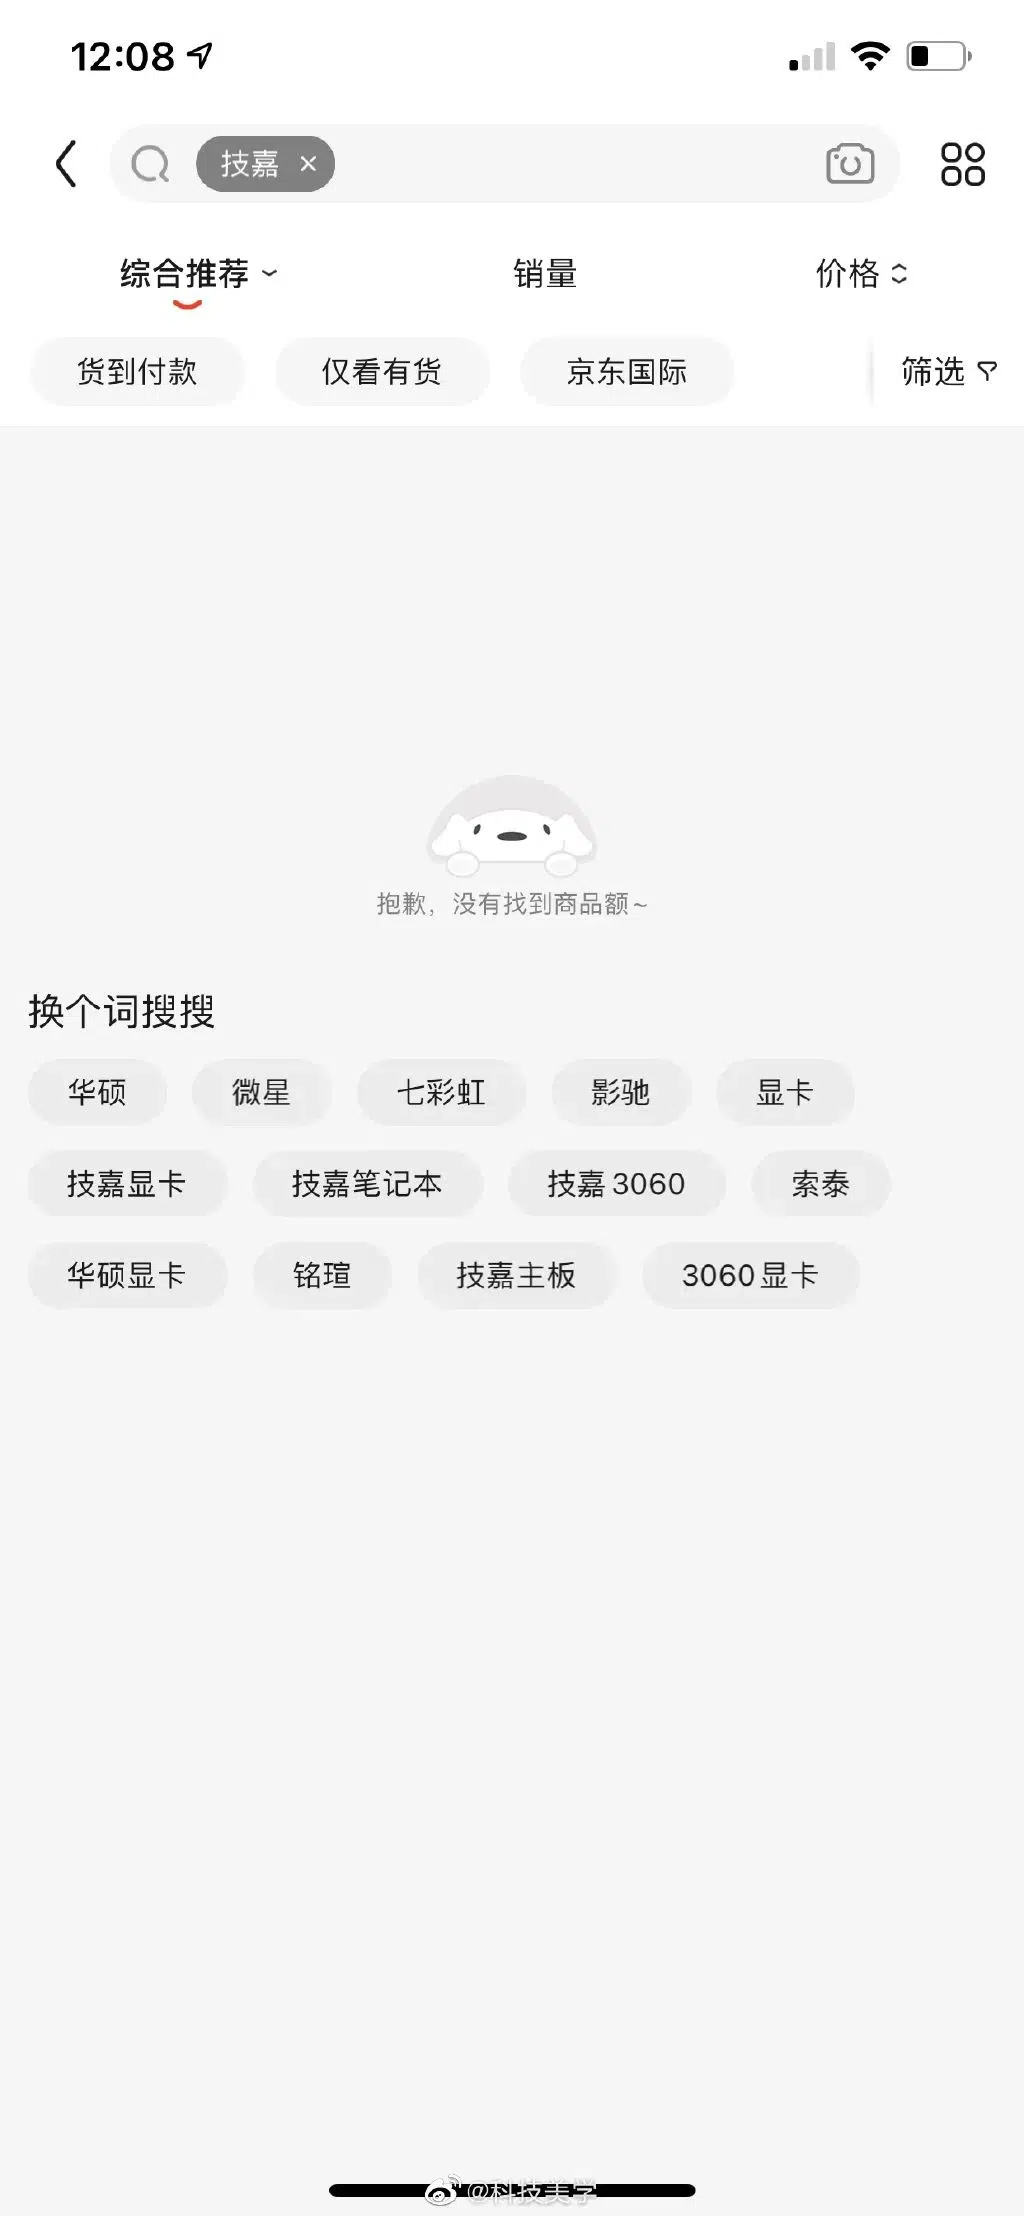 12:08
技嘉 ×
综合推荐 销量 价格
货到付款 仅看有货 京东国际 筛选
抱歉，没有找到商品额~
换个词搜搜
华硕 微星 七彩虹 影驰 显卡
技嘉显卡 技嘉笔记本 技嘉3060 索泰
华硕显卡 铭瑄 技嘉主板 3060显卡
@科技美学